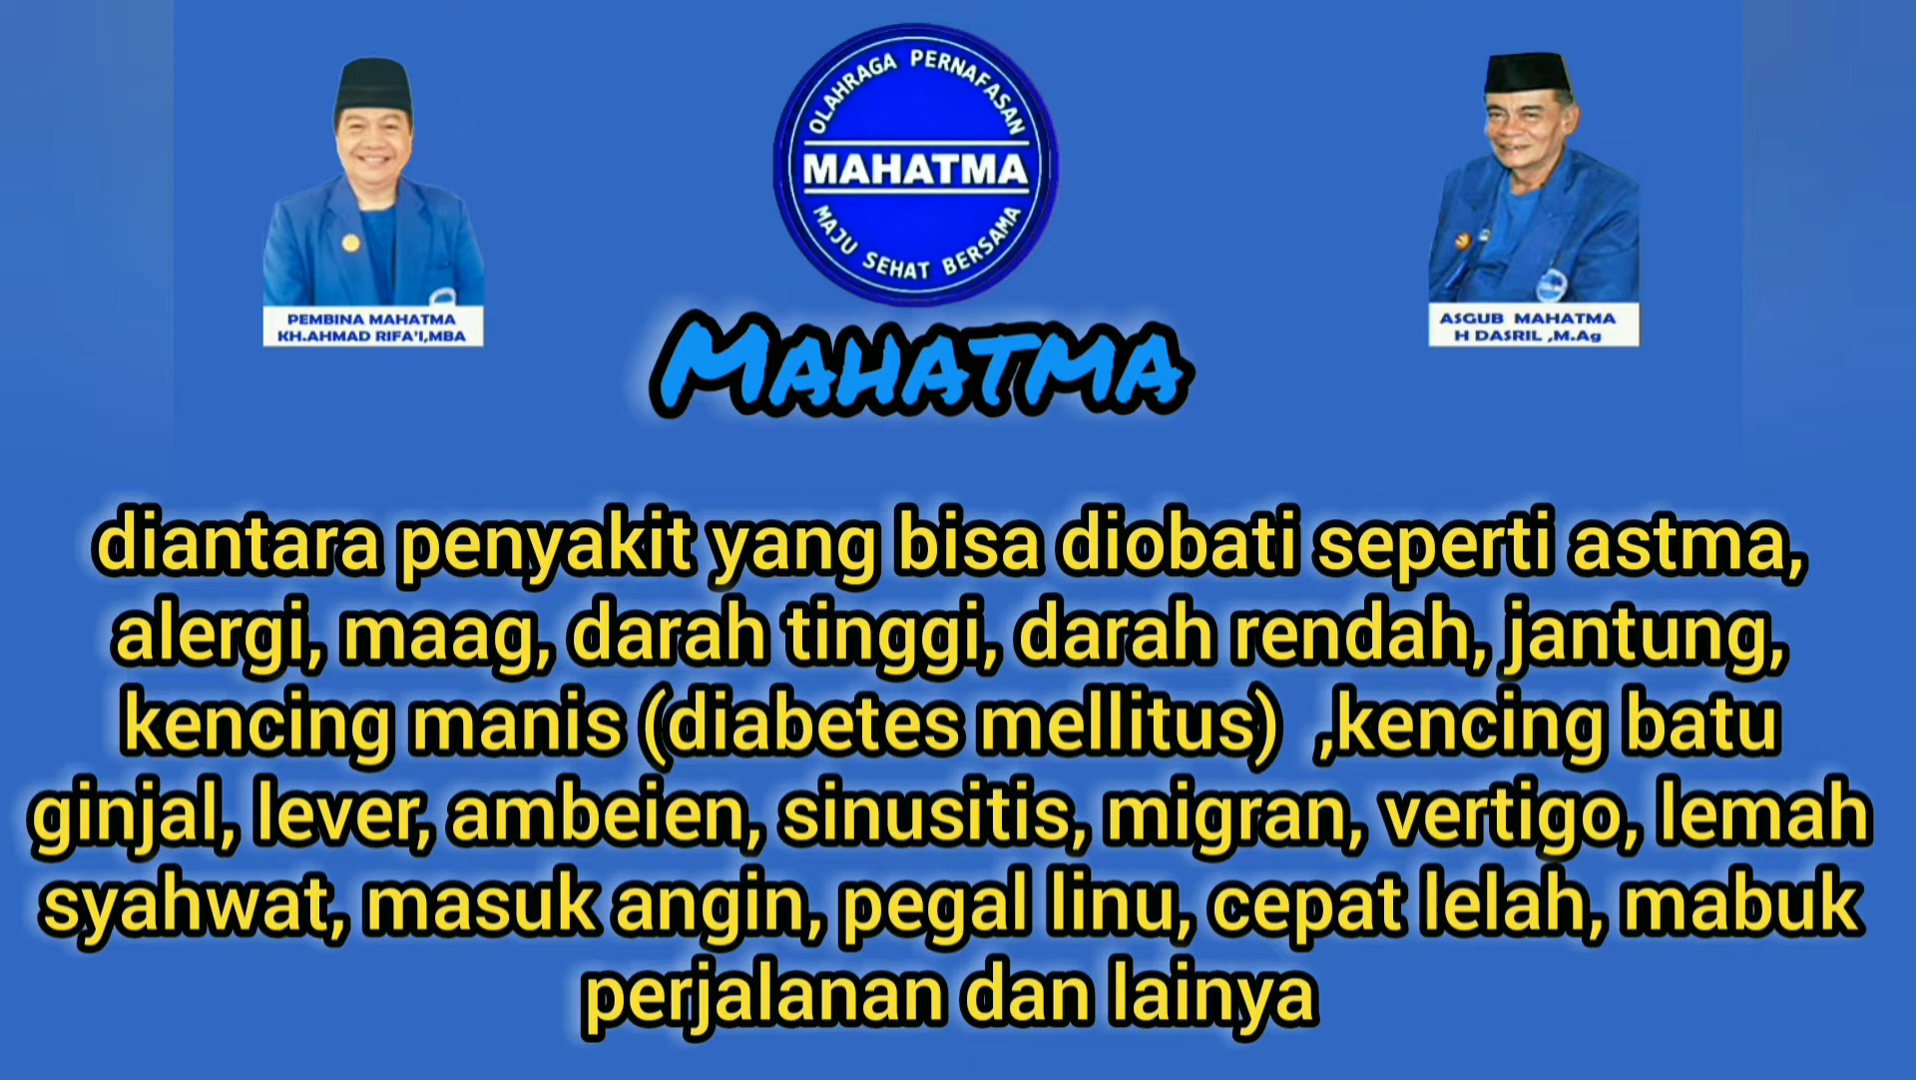 OLAHRAGA PERNAFASAN
MAHATMA
MAJU SEHAT BERSAMA
PEMBINA MAHATMA
KH.AHMAD RIFA'I,MBA
ASGUB MAHATMA
H DASRIL ,M.Ag
MAHATMA
diantara penyakit yang bisa diobati seperti astma,
alergi, maag, darah tinggi, darah rendah, jantung,
kencing manis (diabetes mellitus) ,kencing batu
ginjal, lever, ambeien, sinusitis, migran, vertigo, lemah
syahwat, masuk angin, pegal linu, cepat lelah, mabuk
perjalanan dan lainya